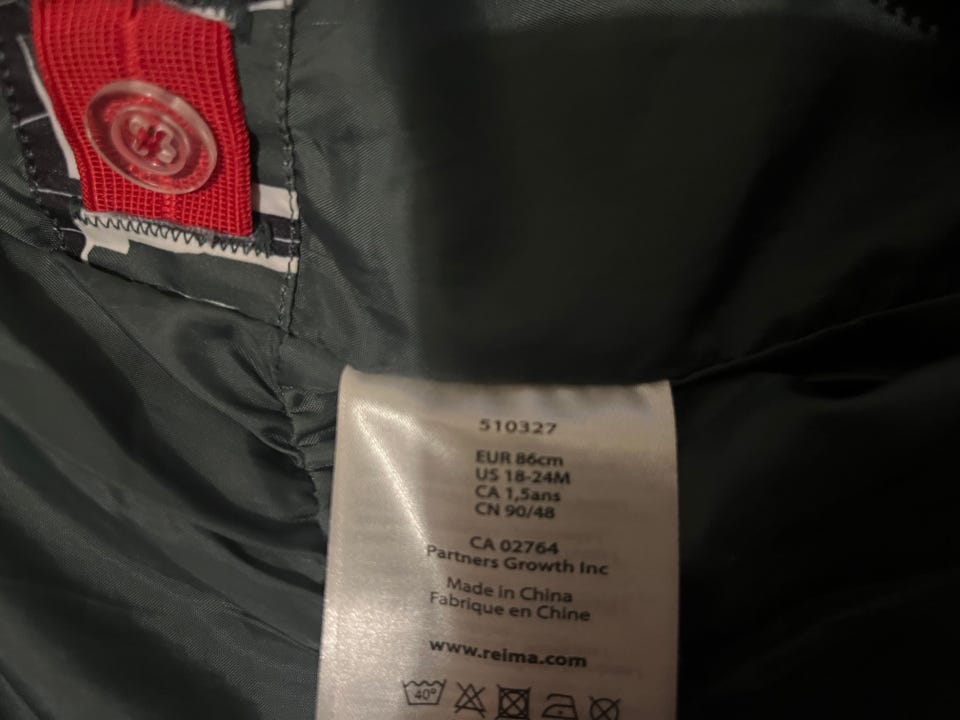 510327
EUR 86cm
US 18-24M
CA 1,5ans
CN 90/48
CA 02764
Partners Growth Inc
Made in China
Fabrique en Chine
www.reima.com
40°